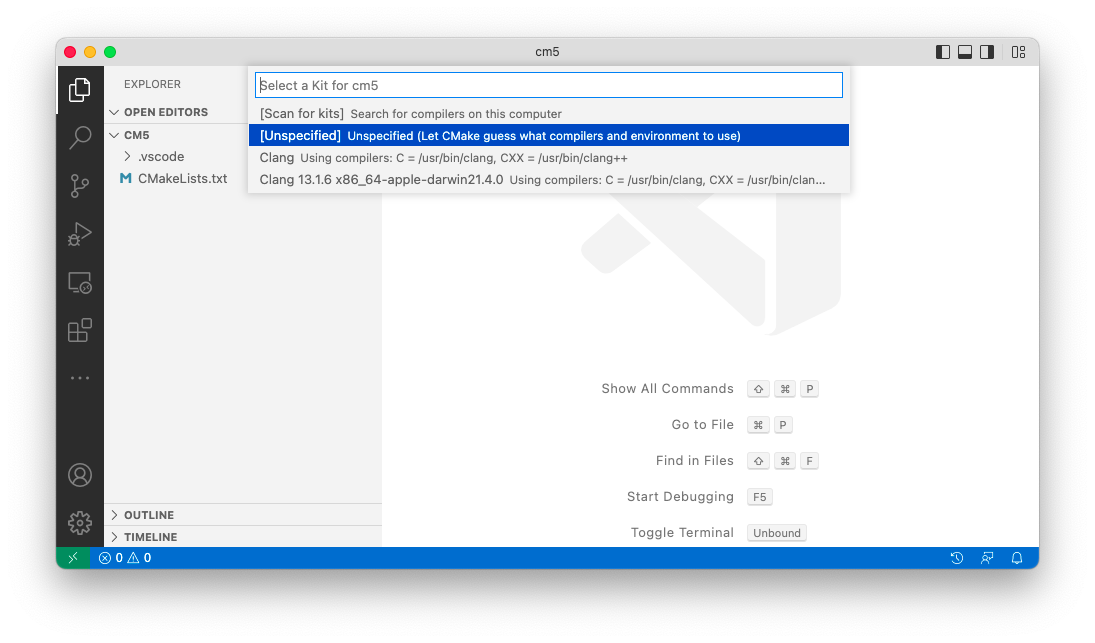 cm5
EXPLORER
OPEN EDITORS
CM5
.vscode
M CMakeLists.txt
OUTLINE
TIMELINE
Select a Kit for cm5
[Scan for kits] Search for compilers on this computer
[Unspecified] Unspecified (Let CMake guess what compilers and environment to use)
Clang Using compilers: C = /usr/bin/clang, CXX = /usr/bin/clang++
Clang 13.1.6 x86_64-apple-darwin21.4.0 Using compilers: C = /usr/bin/clang, CXX = /usr/bin/clan...
Show All Commands ⇧ ⌘ P
Go to File ⌘ P
Find in Files ⇧ ⌘ F
Start Debugging F5
Toggle Terminal Unbound
0 0